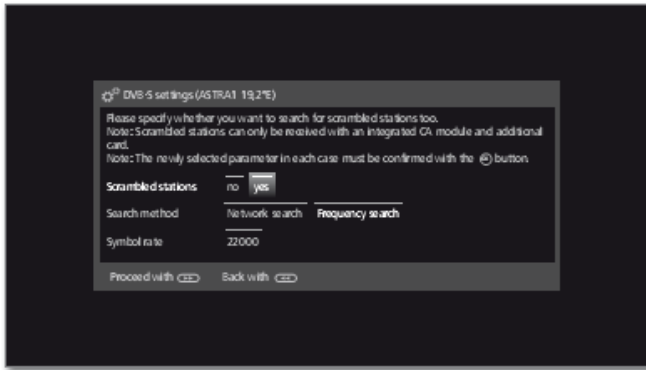 DVB-S settings (ASTRA1 19,2°E)
Please specify whether you want to search for scrambled stations too.
Note: Scrambled stations can only be received with an integrated CA module and additional
card.
Note: The newly selected parameter in each case must be confirmed with the OK button.
Scrambled stations no yes
Search method Network search Frequency search
Symbol rate 22000
Proceed with Back with